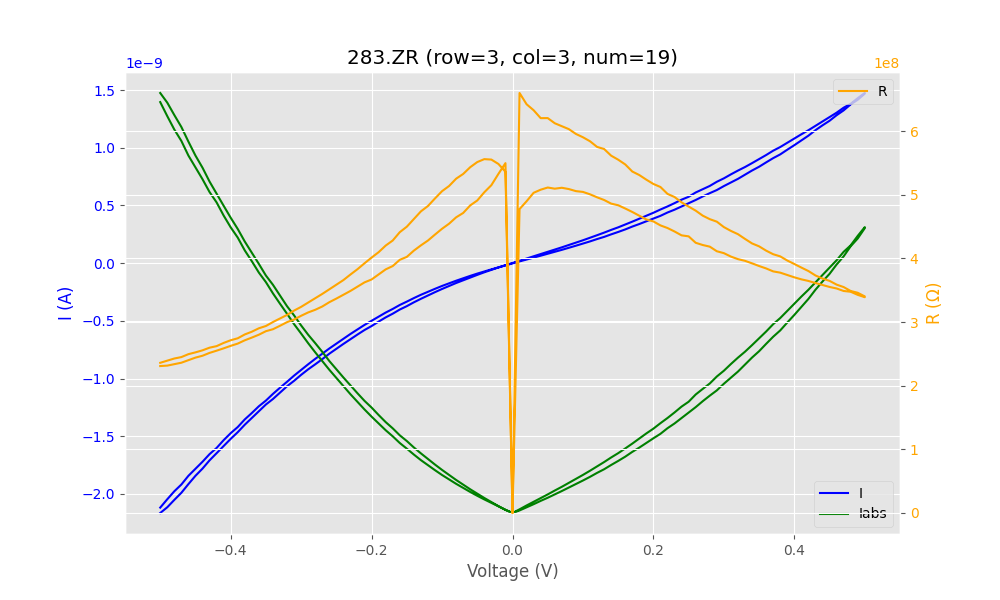 283.ZR (row=3, col=3, num=19)
1e−9
1e8
R
1.5
1.0
0.5
0.0
−0.5
−1.0
−1.5
−2.0
I (A)
6
5
4
3
2
1
0
R (Ω)
I
Iabs
−0.4
−0.2
0.0
0.2
0.4
Voltage (V)